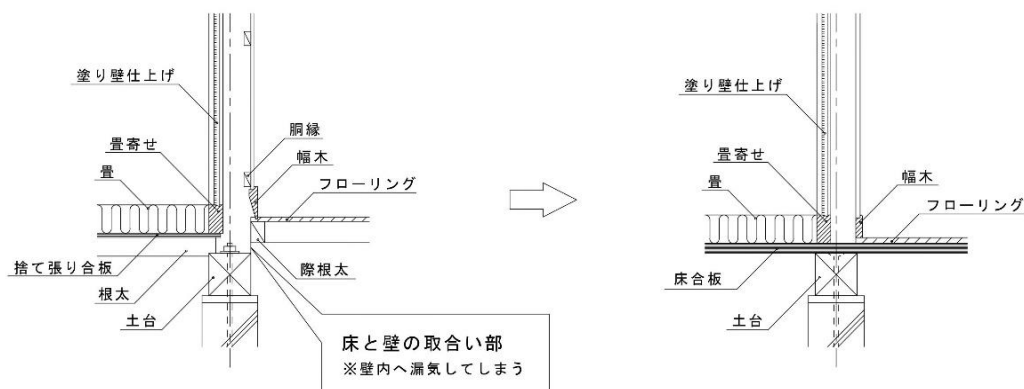 塗り壁仕上げ
畳寄せ
畳
胴縁
幅木
フローリング
捨て張り合板
根太
土台
際根太
床と壁の取合い部
※壁内へ漏気してしまう
塗り壁仕上げ
畳寄せ
畳
幅木
フローリング
床合板
土台